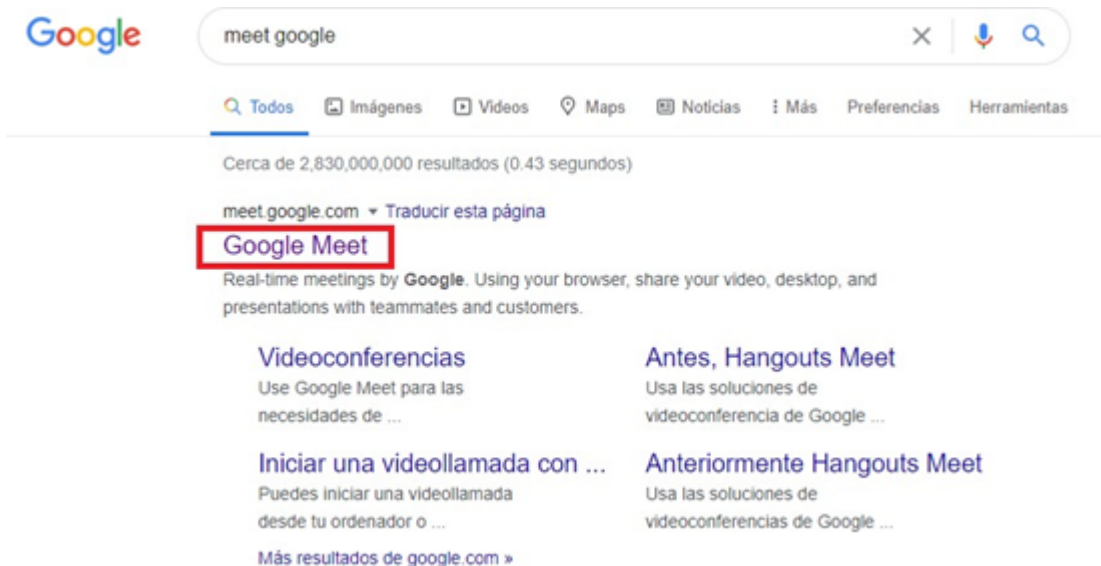 Google
meet google
Todos Imágenes Videos Maps Noticias Más Preferencias Herramientas
Cerca de 2,830,000,000 resultados (0.43 segundos)
meet.google.com Traducir esta página
Google Meet
Real-time meetings by Google. Using your browser, share your video, desktop, and
presentations with teammates and customers.
Videoconferencias
Use Google Meet para las
necesidades de ...
Antes, Hangouts Meet
Usa las soluciones de
videoconferencia de Google ...
Iniciar una videollamada con ...
Puedes iniciar una videollamada
desde tu ordenador o ...
Anteriormente Hangouts Meet
Usa las soluciones de
videoconferencias de Google ...
Más resultados de google.com »